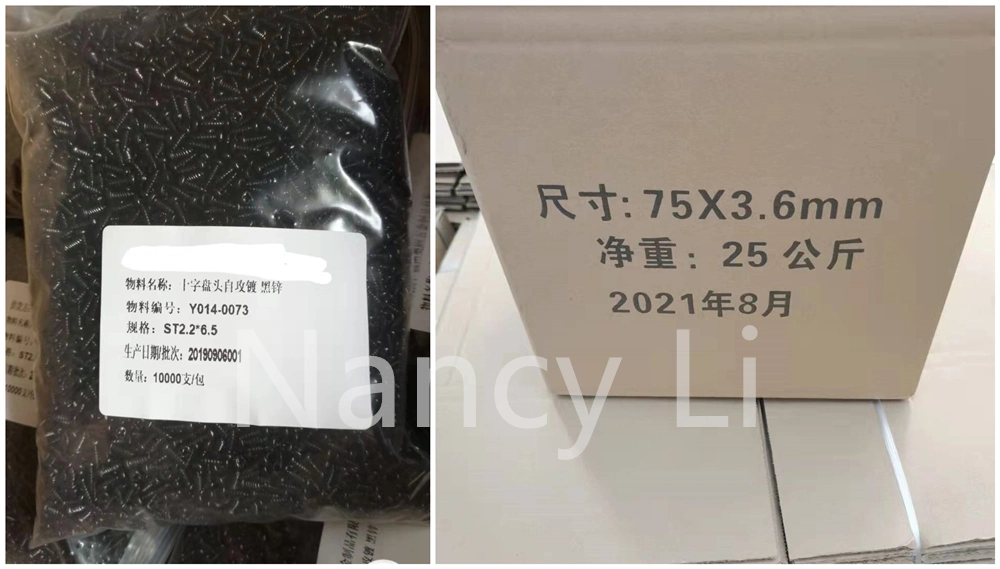 物料名称: 十字盘头自攻镀 黑锌
物料编号: Y014-0073
规格: ST2.2*6.5
生产日期/批次: 20190906001
数量: 10000支/包
尺寸: 75X3.6mm
净重: 25 公斤
2021年8月
Nancy Li